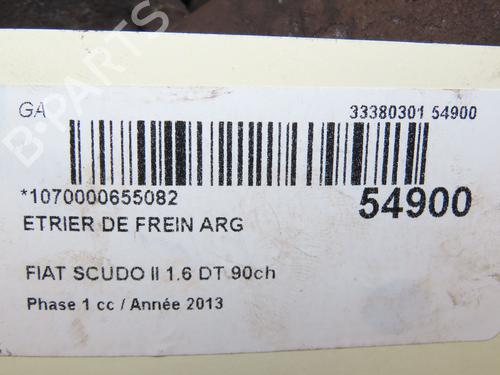 GA
33380301 54900
*1070000655082
54900
ETRIER DE FREIN ARG
FIAT SCUDO II 1.6 DT 90ch
Phase 1 cc / Année 2013
B-PARTS